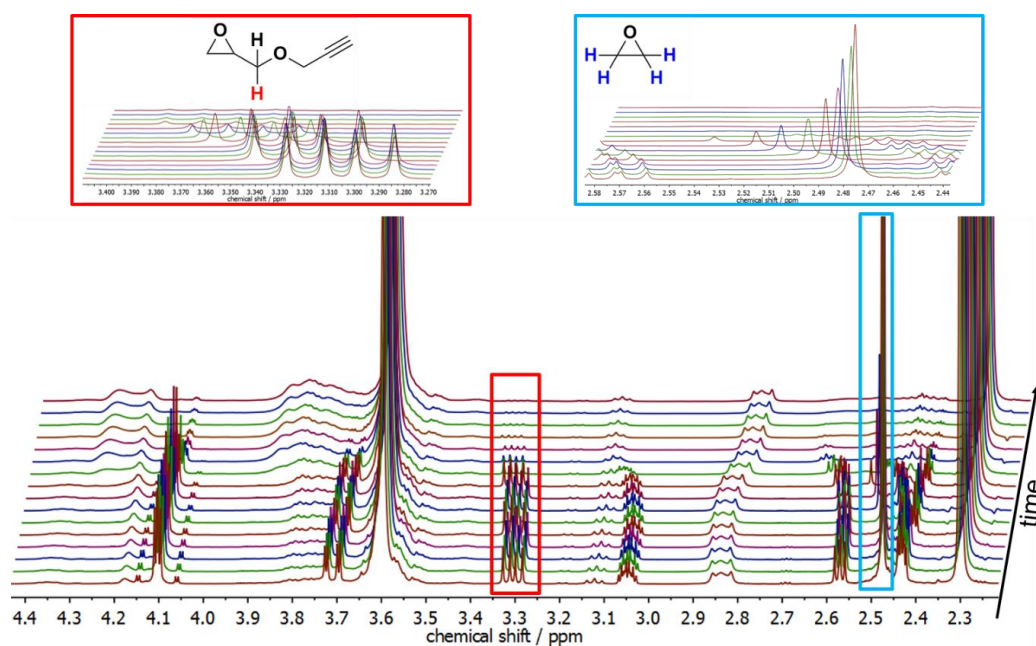 O
H
O
H
3.400 3.390 3.370 3.360 3.350 3.340 3.330 3.320 3.310 3.300 3.290 3.280 3.270
chemical shift / ppm
O
H H
H H
2.58 2.57 2.56 2.55 2.54 2.53 2.52 2.51 2.50 2.49 2.48 2.47 2.46 2.45 2.44
chemical shift / ppm
time
4.4 4.3 4.2 4.1 4.0 3.9 3.8 3.7 3.6 3.5 3.4 3.3 3.2 3.1 3.0 2.9 2.8 2.7 2.6 2.5 2.4 2.3
chemical shift / ppm